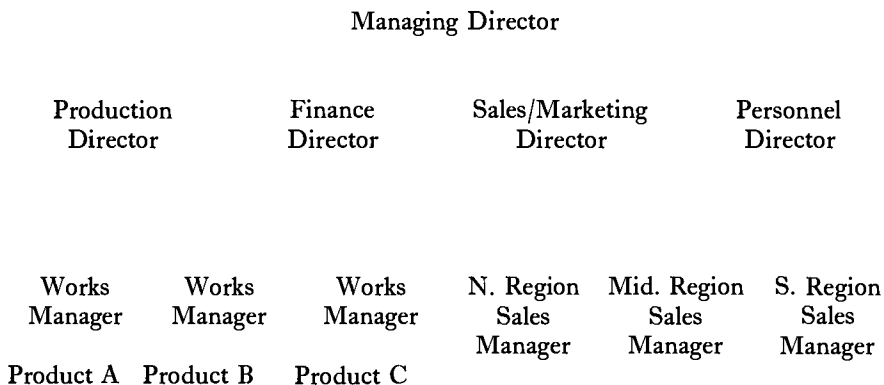 Managing Director
Production Director
Finance Director
Sales/Marketing Director
Personnel Director
Works Manager
Product A
Works Manager
Product B
Works Manager
Product C
N. Region Sales Manager
Mid. Region Sales Manager
S. Region Sales Manager